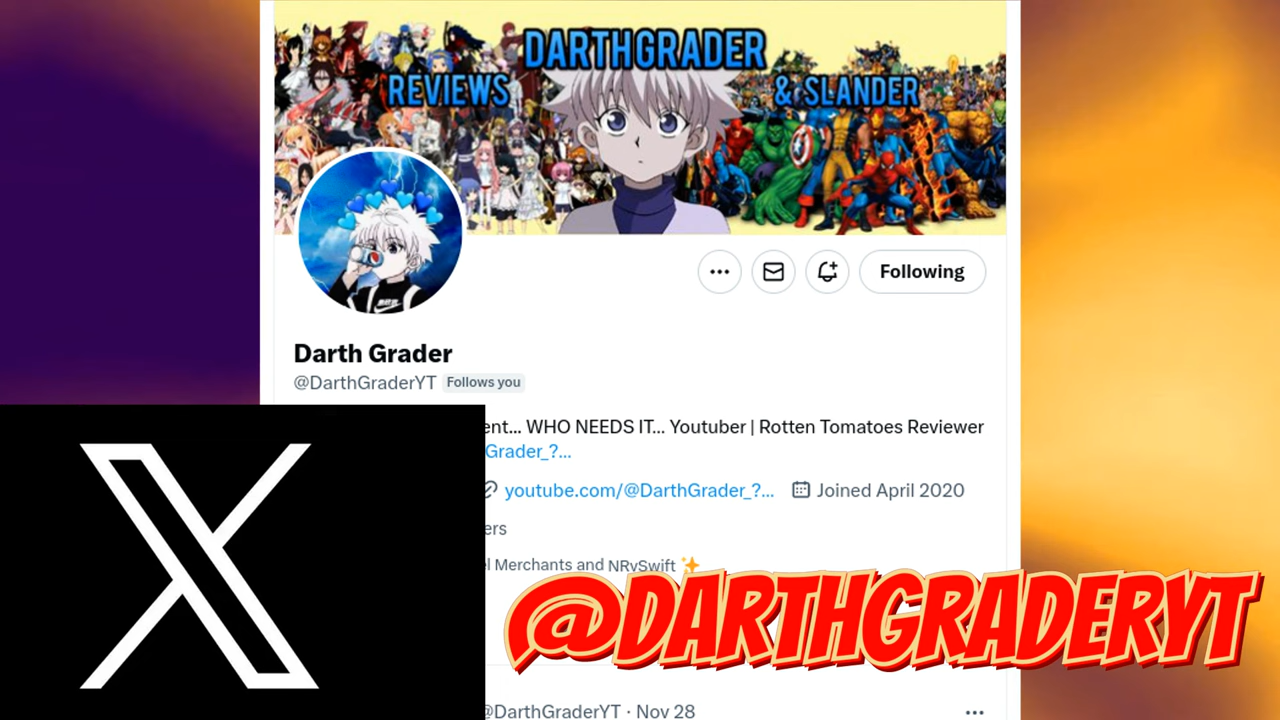 DARTHGRADER
REVIEWS & SLANDER
Following
Darth Grader
@DarthGraderYT Follows you
ent... WHO NEEDS IT... Youtuber | Rotten Tomatoes Reviewer
Grader_?...
youtube.com/@DarthGrader_?... Joined April 2020
ers
el Merchants and NRySwift ✨
@DARTHGRADERYT
@DarthGraderYT · Nov 28